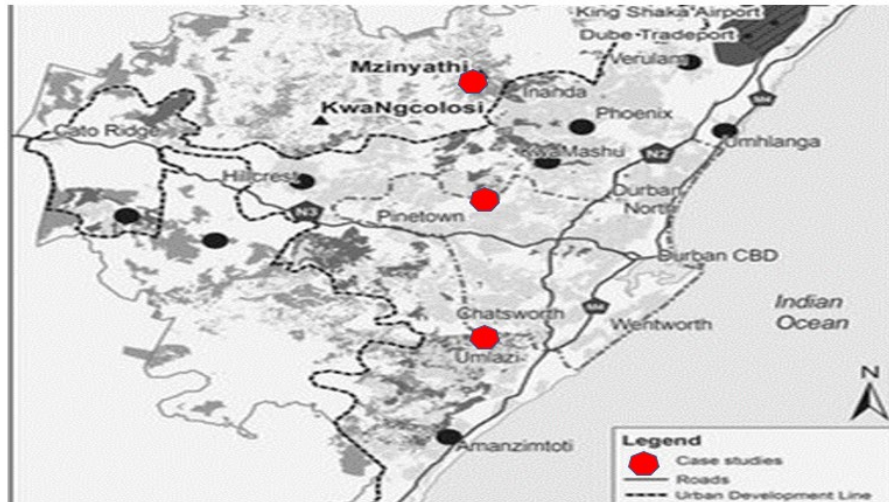 King Shaka Airport
Dube Tradeport
Verulam
Mzinyathi
Inanda
KwaNgcolosi
Phoenix
Cato Ridge
Umhlanga
KwaMashu
N2
Hillcrest
Durban
North
N3
Pinetown
Durban CBD
Indian
Ocean
Chatsworth
Wentworth
Umlazi
N
Amanzimtoti
Legend
Case studies
Roads
Urban Development Line